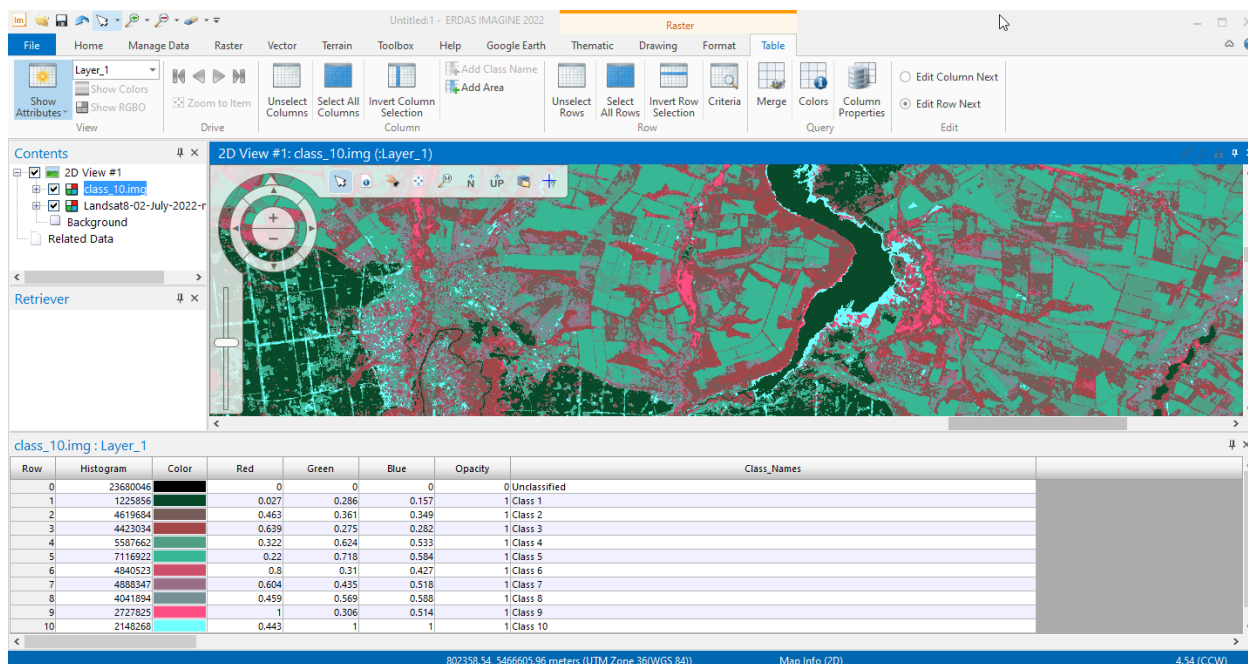 Im
Untitled:1 - ERDAS IMAGINE 2022
Raster
File Home Manage Data Raster Vector Terrain Toolbox Help Google Earth Thematic Drawing Format Table
Show Attributes
Layer_1
Show Colors
Show RGBO
View
Zoom to Item
Drive
Unselect Columns
Select All Columns
Invert Column Selection
Add Class Name
Add Area
Column
Unselect Rows
Select All Rows
Invert Row Selection
Criteria
Row
Merge
Colors
Column Properties
Query
Edit Column Next
Edit Row Next
Edit
Contents
2D View #1
class_10.img
Landsat8-02-July-2022-r
Background
Related Data
Retriever
2D View #1: class_10.img (:Layer_1)
N UP
class_10.img : Layer_1
Row Histogram Color Red Green Blue Opacity Class_Names
0 23680046 0 0 0 0 Unclassified
1 1225856 0.027 0.286 0.157 1 Class 1
2 4619684 0.463 0.361 0.349 1 Class 2
3 4423034 0.639 0.275 0.282 1 Class 3
4 5587662 0.322 0.624 0.533 1 Class 4
5 7116922 0.22 0.718 0.584 1 Class 5
6 4840523 0.8 0.31 0.427 1 Class 6
7 4888347 0.604 0.435 0.518 1 Class 7
8 4041894 0.459 0.569 0.588 1 Class 8
9 2727825 1 0.306 0.514 1 Class 9
10 2148268 0.443 1 1 1 Class 10
802358.54, 5466605.96 meters (UTM Zone 36(WGS 84)) Map Info (2D) 4.54 (CCW)